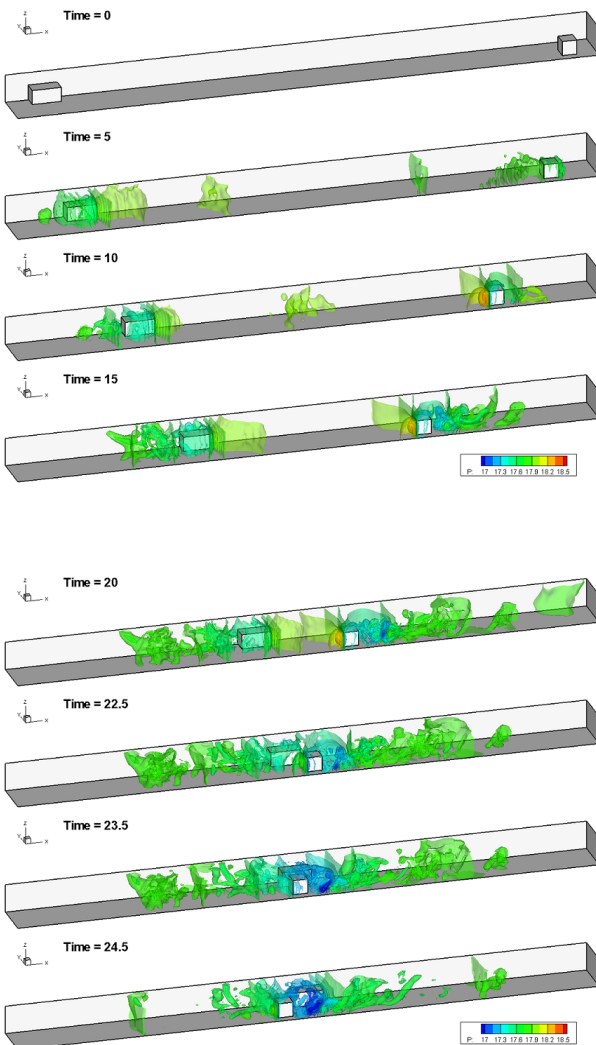 Time = 0
Z
Y
X
Time = 5
Z
Y
X
Time = 10
Z
Y
X
Time = 15
Z
Y
X
P: 17 17.3 17.6 17.9 18.2 18.5
Time = 20
Z
Y
X
Time = 22.5
Z
Y
X
Time = 23.5
Z
Y
X
Time = 24.5
Z
Y
X
P: 17 17.3 17.6 17.9 18.2 18.5